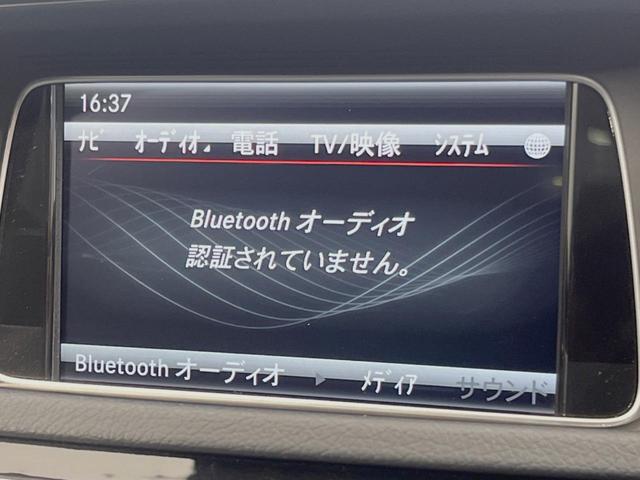 16:37
ﾅﾋﾞ ｵｰﾃﾞｨｵ 電話 TV/映像 ｼｽﾃﾑ
Bluetooth オーディオ
認証されていません。
Bluetooth オーディオ ﾒﾃﾞｨｱ サウンド